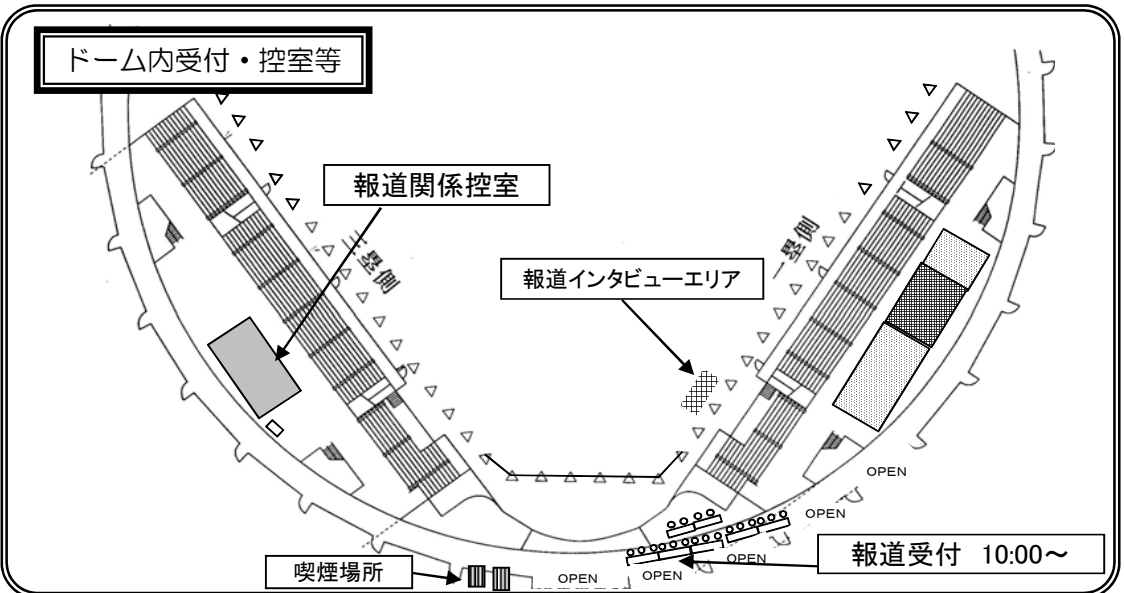 ドーム内受付・控室等
報道関係控室
三塁側
一塁側
報道インタビューエリア
OPEN
OPEN
OPEN
OPEN
OPEN
報道受付 10:00～
喫煙場所